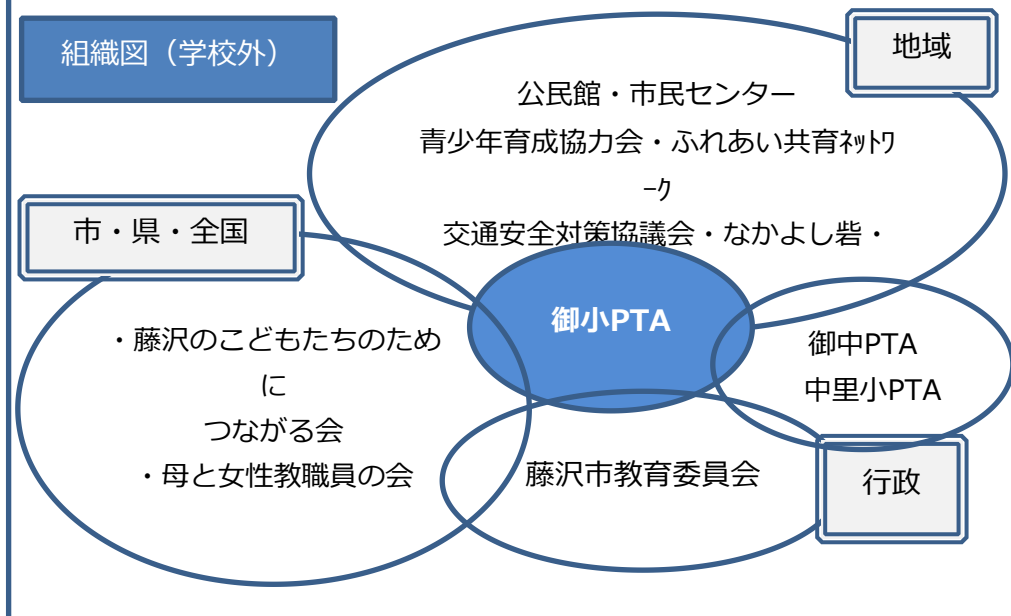 組織図（学校外）
地域
公民館・市民センター
青少年育成協力会・ふれあい共育ﾈｯﾄﾜ
ｰｸ
交通安全対策協議会・なかよし砦・
市・県・全国
御小PTA
・藤沢のこどもたちのため
に
つながる会
・母と女性教職員の会
御中PTA
中里小PTA
藤沢市教育委員会
行政